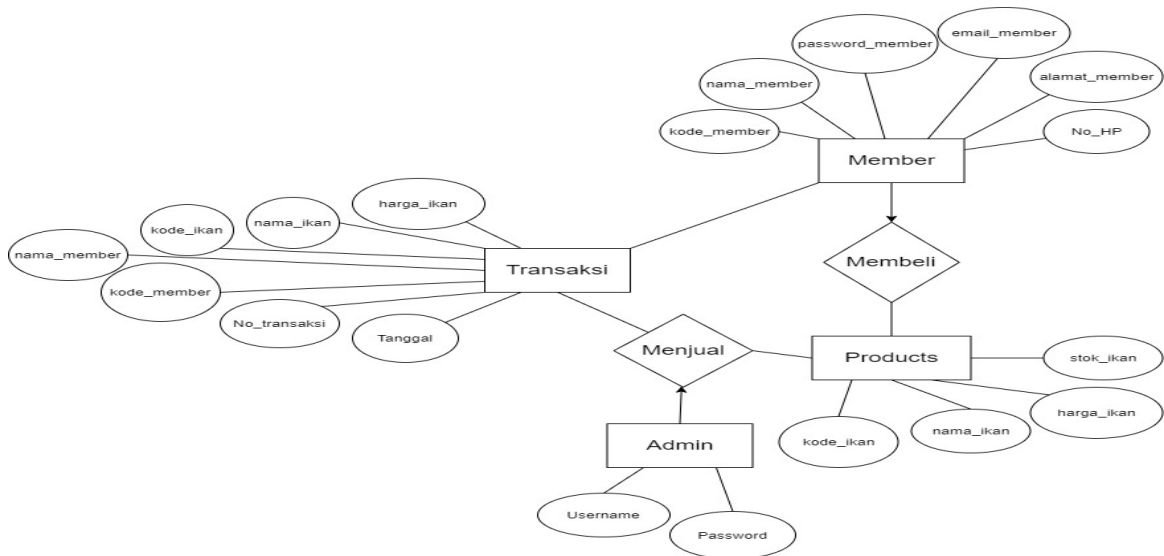 email_member
password_member
alamat_member
nama_member
kode_member
No_HP
Member
harga_ikan
nama_ikan
kode_ikan
nama_member
Transaksi
Membeli
kode_member
No_transaksi
Tanggal
Menjual
Products
stok_ikan
harga_ikan
nama_ikan
kode_ikan
Admin
Username
Password